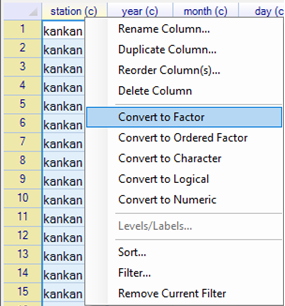 station (c) year (c) month (c) day (c)
1 kankan
2 kankan
3 kankan
4 kankan
5 kankan
6 kankan
7 kankan
8 kankan
9 kankan
10 kankan
11 kankan
12 kankan
13 kankan
14 kankan
15 kankan
Rename Column...
Duplicate Column...
Reorder Column(s)...
Delete Column
Convert to Factor
Convert to Ordered Factor
Convert to Character
Convert to Logical
Convert to Numeric
Levels/Labels...
Sort...
Filter...
Remove Current Filter